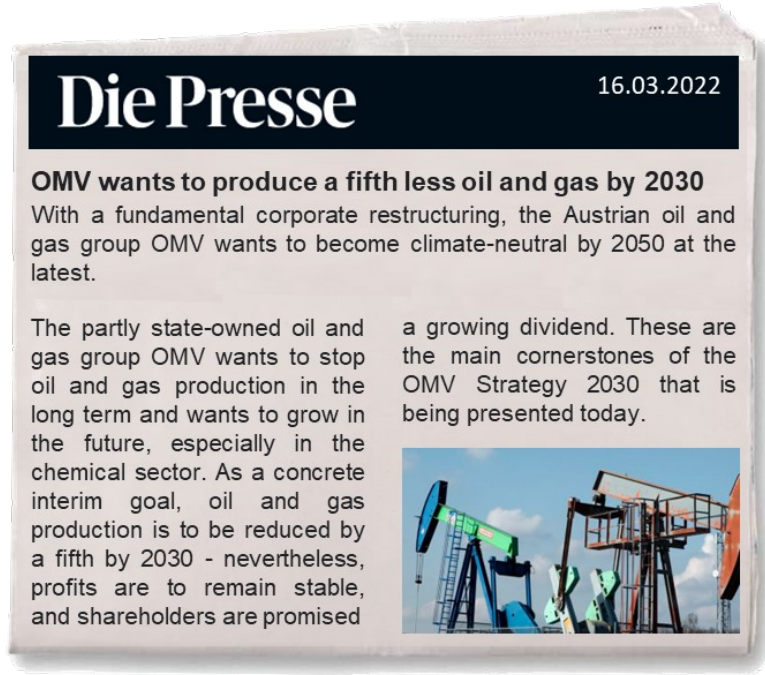 Die Presse
16.03.2022
OMV wants to produce a fifth less oil and gas by 2030
With a fundamental corporate restructuring, the Austrian oil and
gas group OMV wants to become climate-neutral by 2050 at the
latest.
The partly state-owned oil and
gas group OMV wants to stop
oil and gas production in the
long term and wants to grow in
the future, especially in the
chemical sector. As a concrete
interim goal, oil and gas
production is to be reduced by
a fifth by 2030 - nevertheless,
profits are to remain stable,
and shareholders are promised
a growing dividend. These are
the main cornerstones of the
OMV Strategy 2030 that is
being presented today.